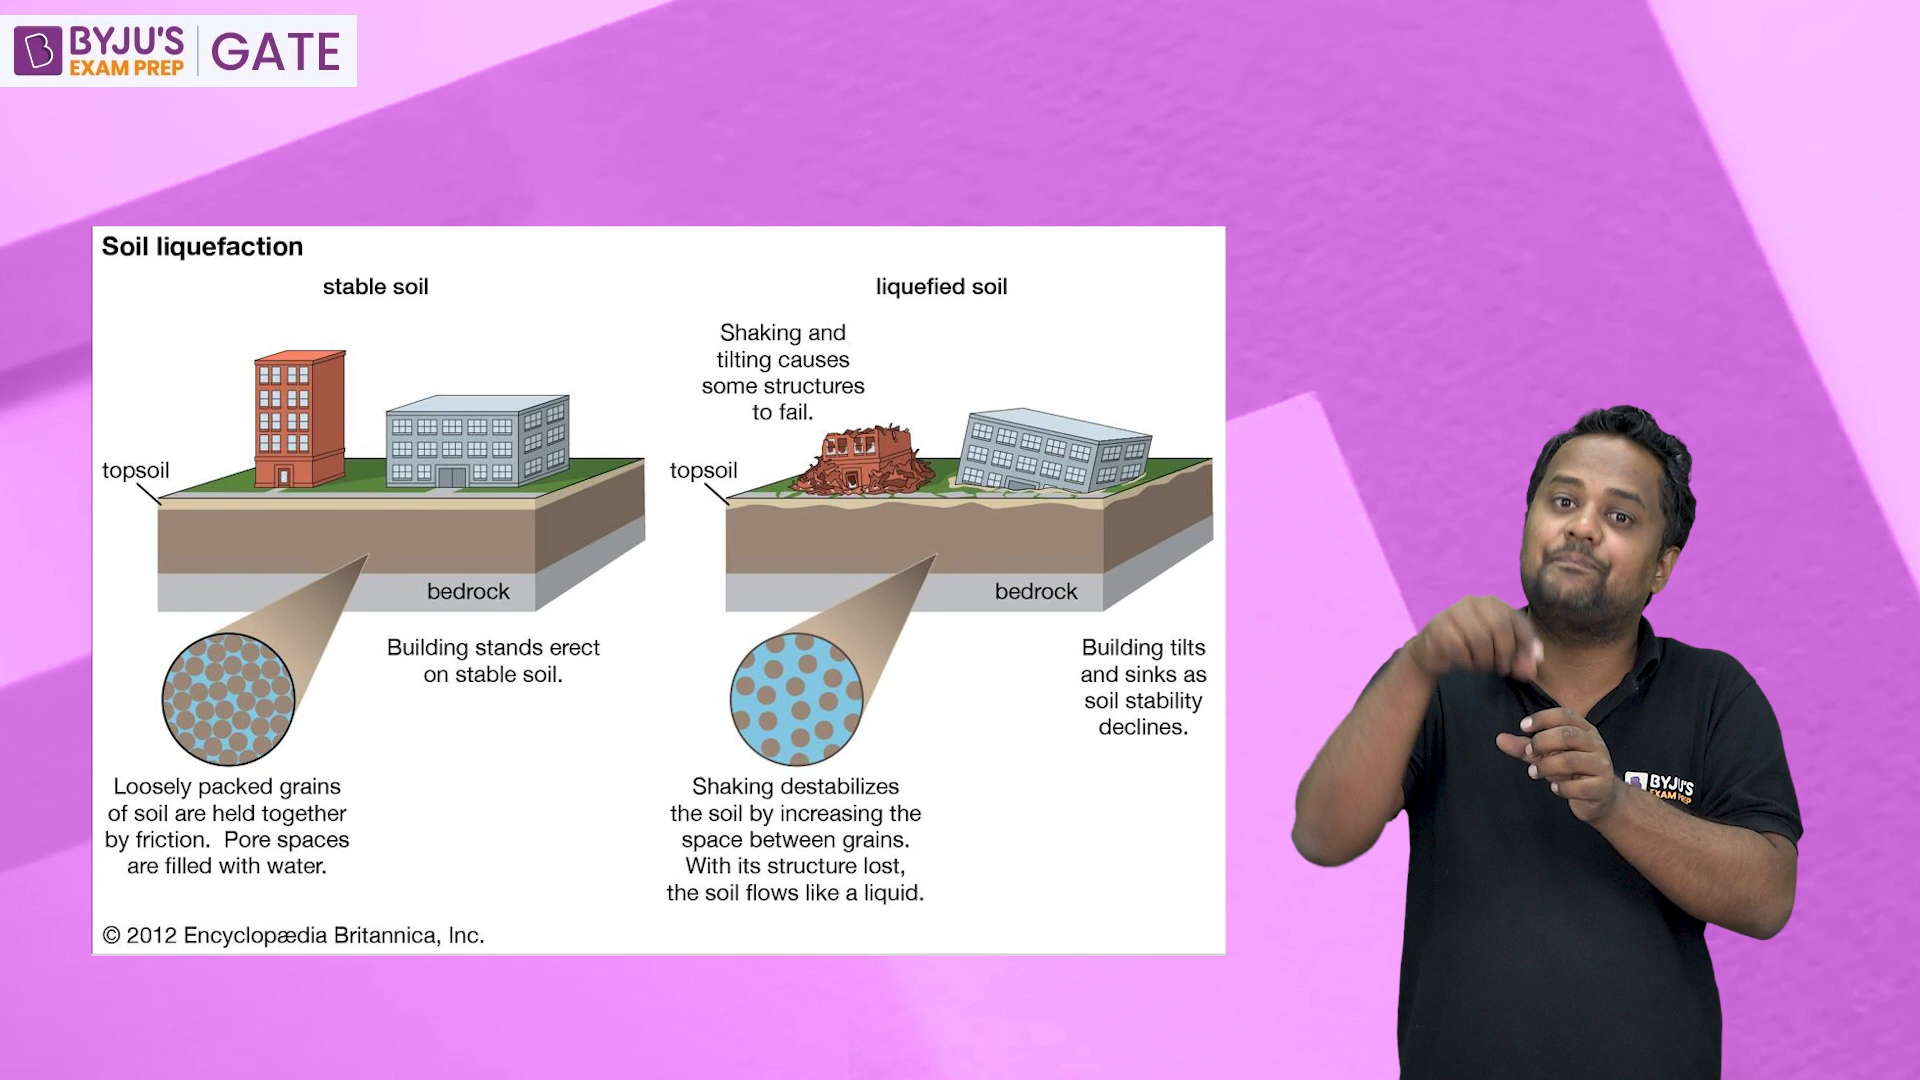 BYJU'S
EXAM PREP
GATE
Soil liquefaction
stable soil
liquefied soil
Shaking and
tilting causes
some structures
to fail.
topsoil
topsoil
bedrock
bedrock
Building stands erect
on stable soil.
Building tilts
and sinks as
soil stability
declines.
Loosely packed grains
of soil are held together
by friction. Pore spaces
are filled with water.
Shaking destabilizes
the soil by increasing the
space between grains.
With its structure lost,
the soil flows like a liquid.
© 2012 Encyclopædia Britannica, Inc.
BYJU'S
EXAM PREP